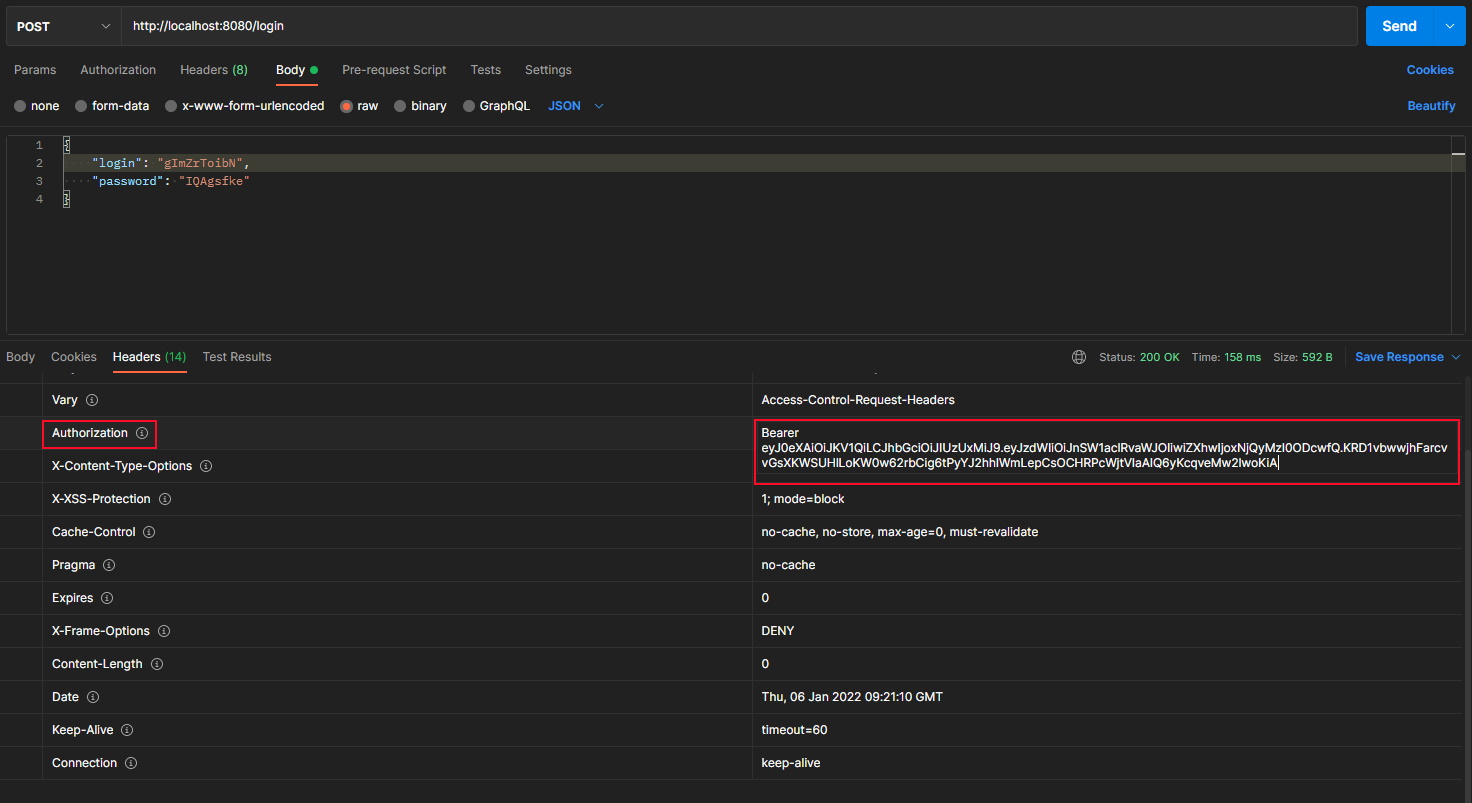 POST http://localhost:8080/login Send
Params Authorization Headers (8) Body Pre-request Script Tests Settings Cookies
none form-data x-www-form-urlencoded raw binary GraphQL JSON Beautify
1 {
2 "login": "gImZrToibN",
3 "password": "IQAgsfke"
4 }
Body Cookies Headers (14) Test Results Status: 200 OK Time: 158 ms Size: 592 B Save Response
Vary Access-Control-Request-Headers
Authorization Bearer
X-Content-Type-Options
X-XSS-Protection 1; mode=block
Cache-Control no-cache, no-store, max-age=0, must-revalidate
Pragma no-cache
Expires 0
X-Frame-Options DENY
Content-Length 0
Date Thu, 06 Jan 2022 09:21:10 GMT
Keep-Alive timeout=60
Connection keep-alive